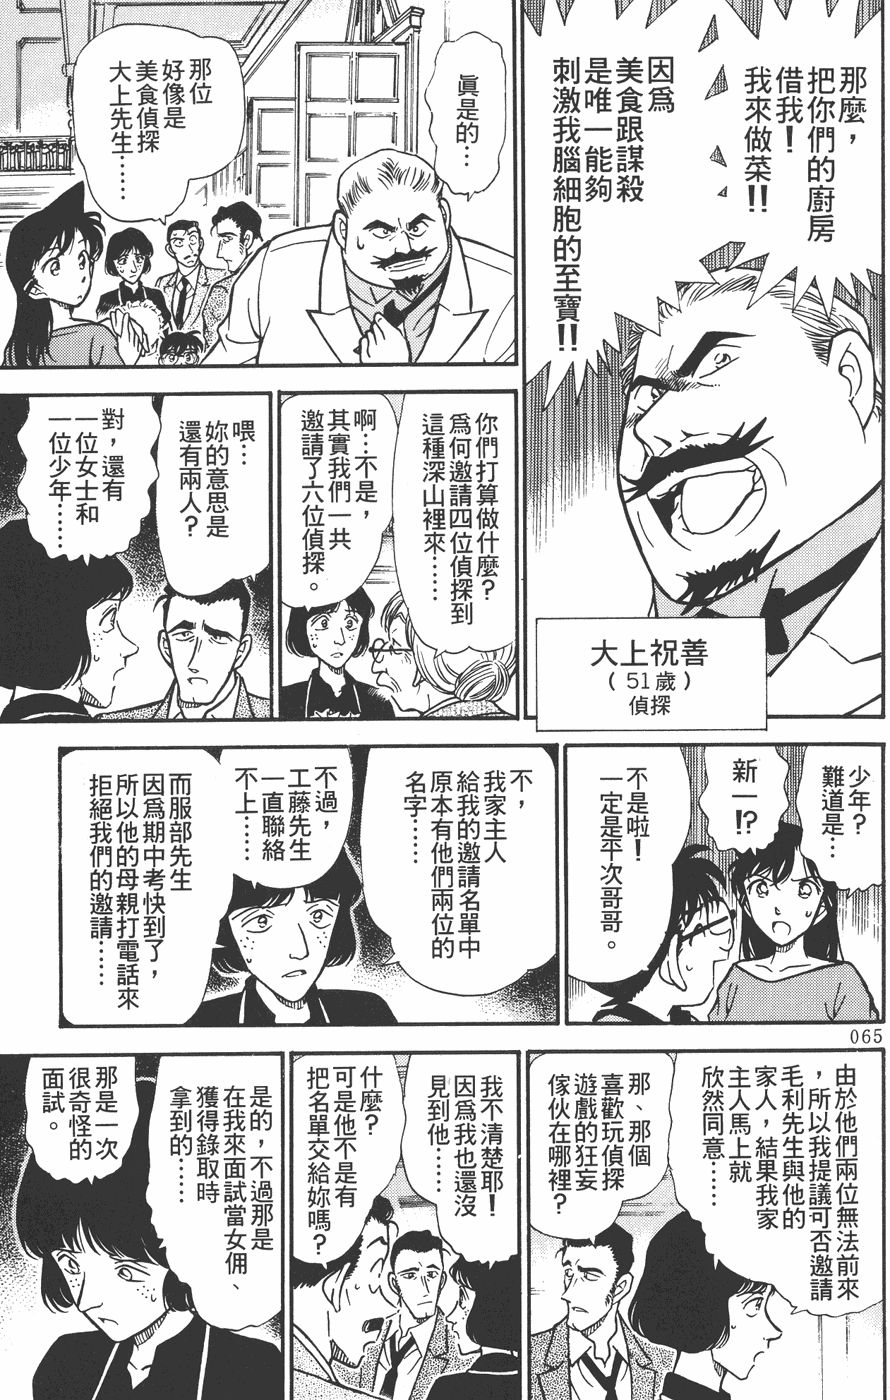 那麼，
把你們的廚房
借我！
我來做菜!!
因為
美食跟謀殺
是唯一能夠
刺激我腦細胞的至寶!!
大上祝善
(51歲)
偵探
眞是的…
那位
好像是
美食偵探
大上先生……
你們打算做什麼？
為何邀請四位偵探到
這種深山裡來……
啊…不是，
其實我們一共
邀請了六位偵探。
喂…
妳的意思是
還有兩人？
對，還有
一位女士和
一位少年……
少年？
難道是…
新一!?
不是啦！
一定是平次哥哥。
不，
我家主人
給我的邀請名單中
原本有他們兩位的
名字……
不過，
工藤先生
一直聯絡
不上……
而服部先生
因為期中考快到了，
所以他的母親打電話來
拒絕我們的邀請……
065
由於他們兩位無法前來
，所以我提議可否邀請
毛利先生與他的
家人，結果我家
主人馬上就
欣然同意……
那、那個
喜歡玩偵探
遊戲的狂妄
傢伙在哪裡？
我不清楚耶！
因為我也還沒
見到他……
什麼？
可是他不是有
把名單交給妳嗎？
是的，不過那是
在我來面試當女佣、
獲得錄取時
拿到的……
那是一次
很奇怪的
面試。